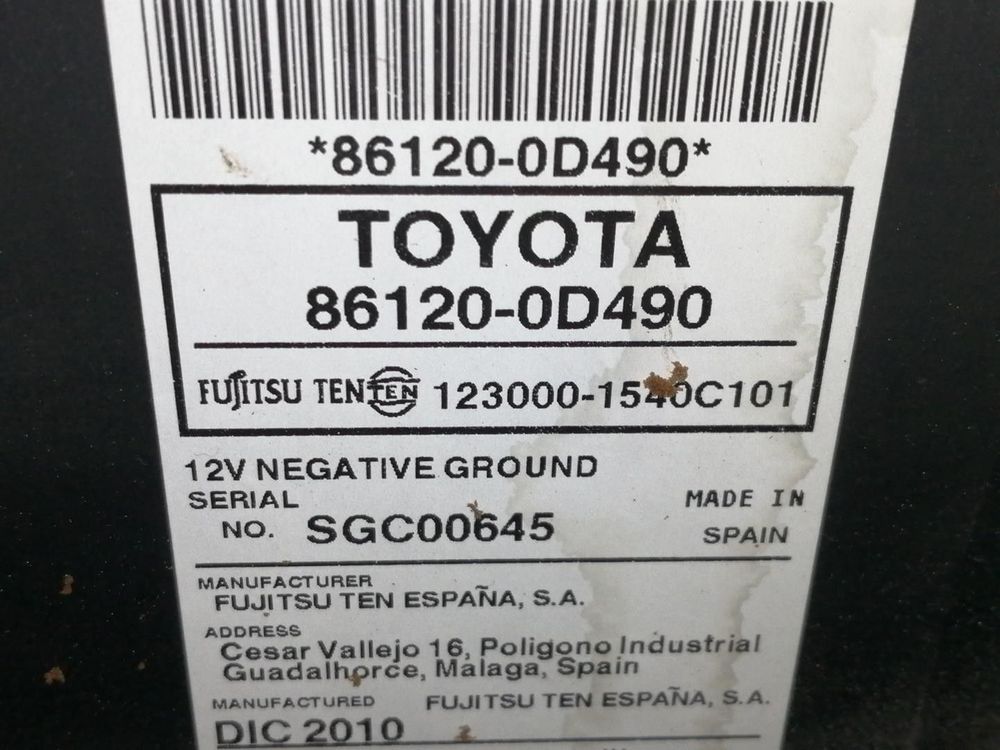 *86120-0D490*
TOYOTA
86120-0D490
FUJITSU TEN TEN 123000-1540C101
12V NEGATIVE GROUND
SERIAL
NO. SGC00645
MADE IN
SPAIN
MANUFACTURER
FUJITSU TEN ESPAÑA, S.A.
ADDRESS
Cesar Vallejo 16, Poligono Industrial
Guadalhorce, Malaga, Spain
MANUFACTURED FUJITSU TEN ESPAÑA, S.A.
DIC 2010